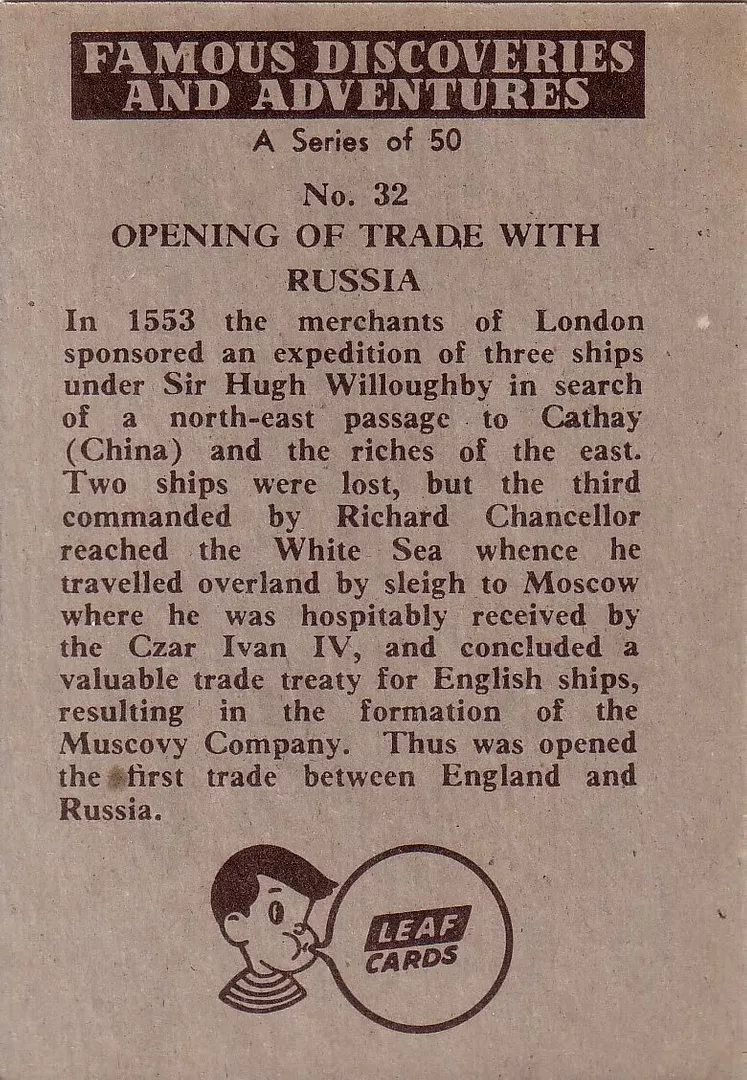 FAMOUS DISCOVERIES
AND ADVENTURES
A Series of 50
No. 32
OPENING OF TRADE WITH
RUSSIA
In 1553 the merchants of London
sponsored an expedition of three ships
under Sir Hugh Willoughby in search
of a north-east passage to Cathay
(China) and the riches of the east.
Two ships were lost, but the third
commanded by Richard Chancellor
reached the White Sea whence he
travelled overland by sleigh to Moscow
where he was hospitably received by
the Czar Ivan IV, and concluded a
valuable trade treaty for English ships,
resulting in the formation of the
Muscovy Company. Thus was opened
the first trade between England and
Russia.
LEAF
CARDS